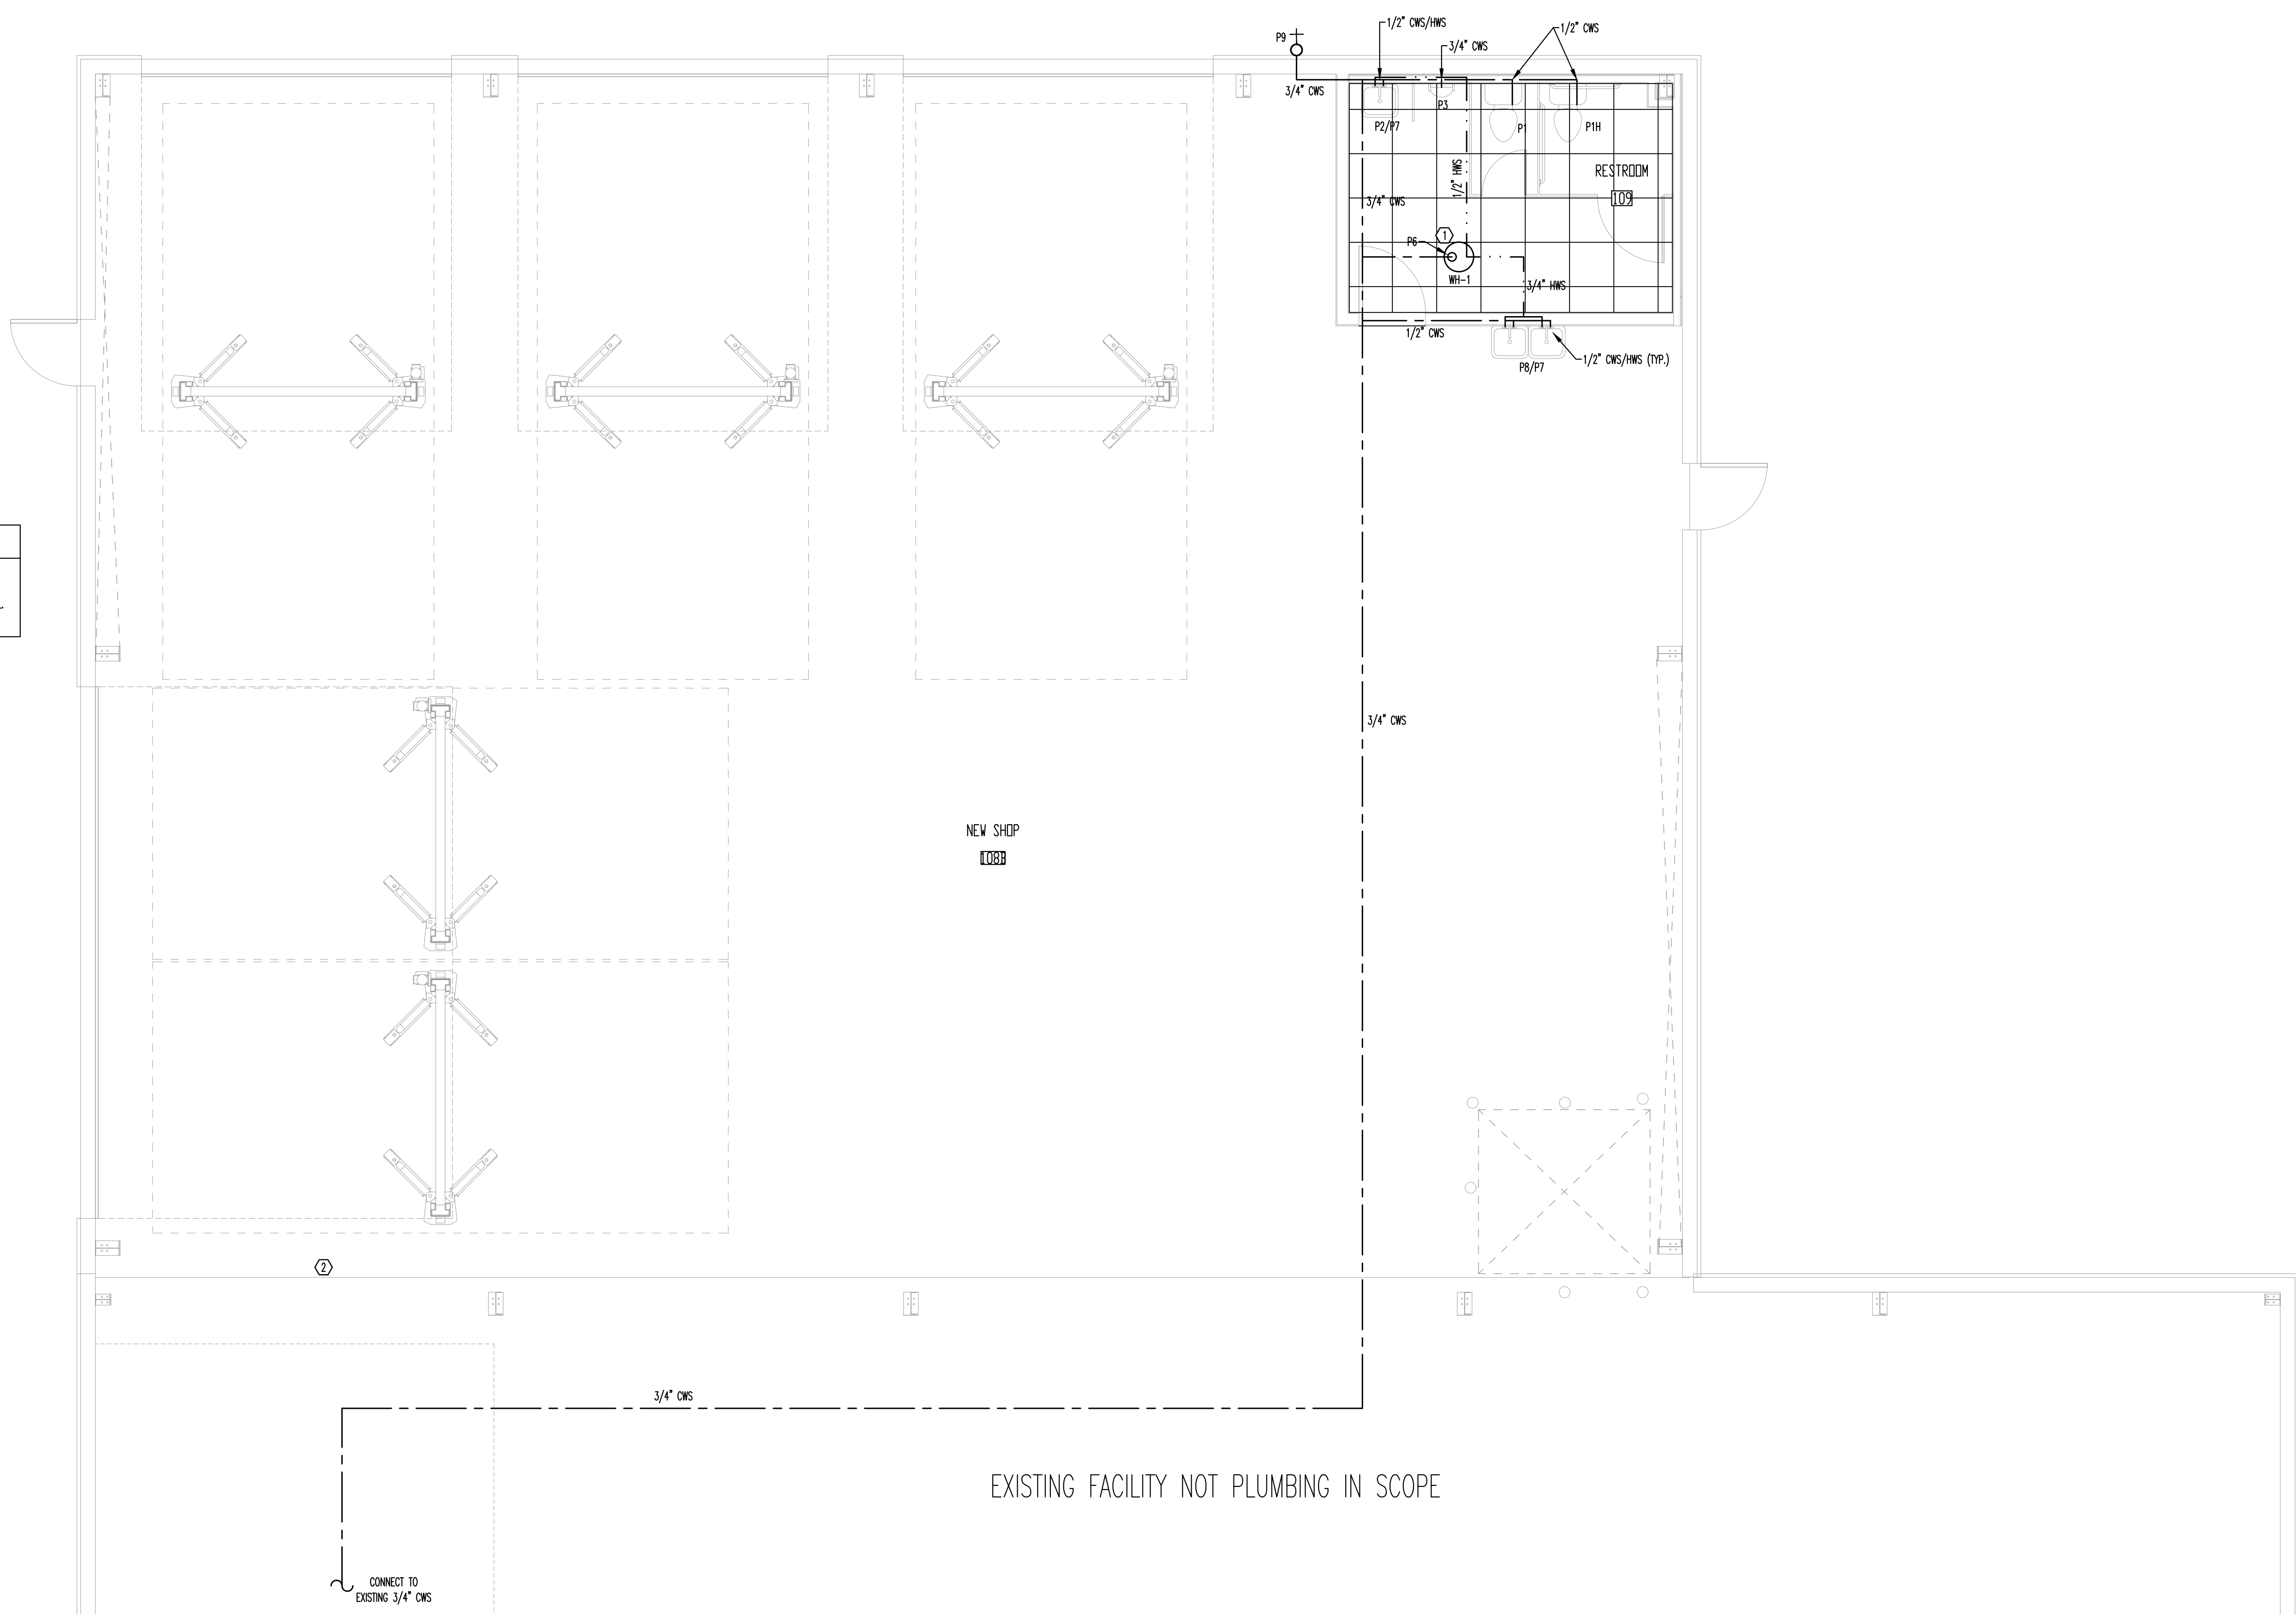 1/2" CWS/HWS
1/2" CWS
P9
3/4" CWS
3/4" CWS
P3
P2/P7
P1
P1H
1/2" HWS
RESTROOM
109
3/4" CWS
1
P6
WH-1
3/4" HWS
1/2" CWS
1/2" CWS/HWS (TYP.)
P8/P7
3/4" CWS
NEW SHOP
108B
2
3/4" CWS
EXISTING FACILITY NOT PLUMBING IN SCOPE
CONNECT TO
EXISTING 3/4" CWS